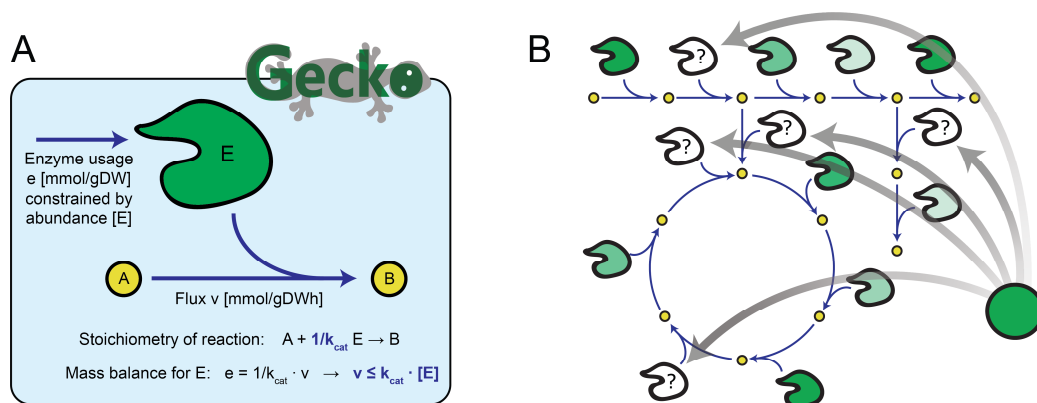 A
Gecko
E
Enzyme usage
e [mmol/gDW]
constrained by
abundance [E]
A
B
Flux v [mmol/gDWh]
Stoichiometry of reaction: A + 1/kcat E → B
Mass balance for E: e = 1/kcat · v → v ≤ kcat · [E]
B
?
?
?
?
?